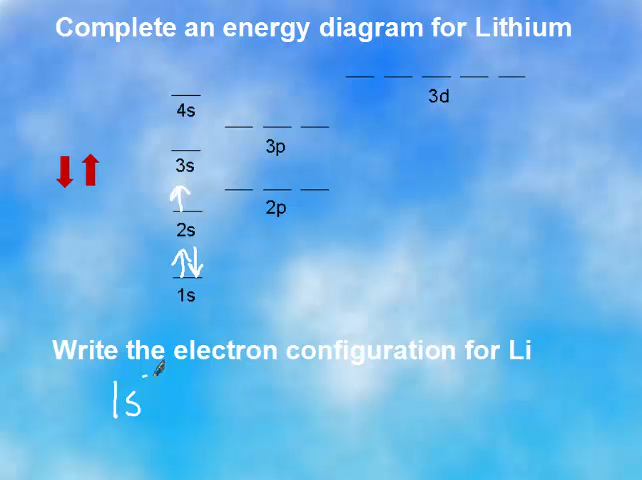 Complete an energy diagram for Lithium
3d
4s
3p
3s
2p
2s
1s
Write the electron configuration for Li
1s